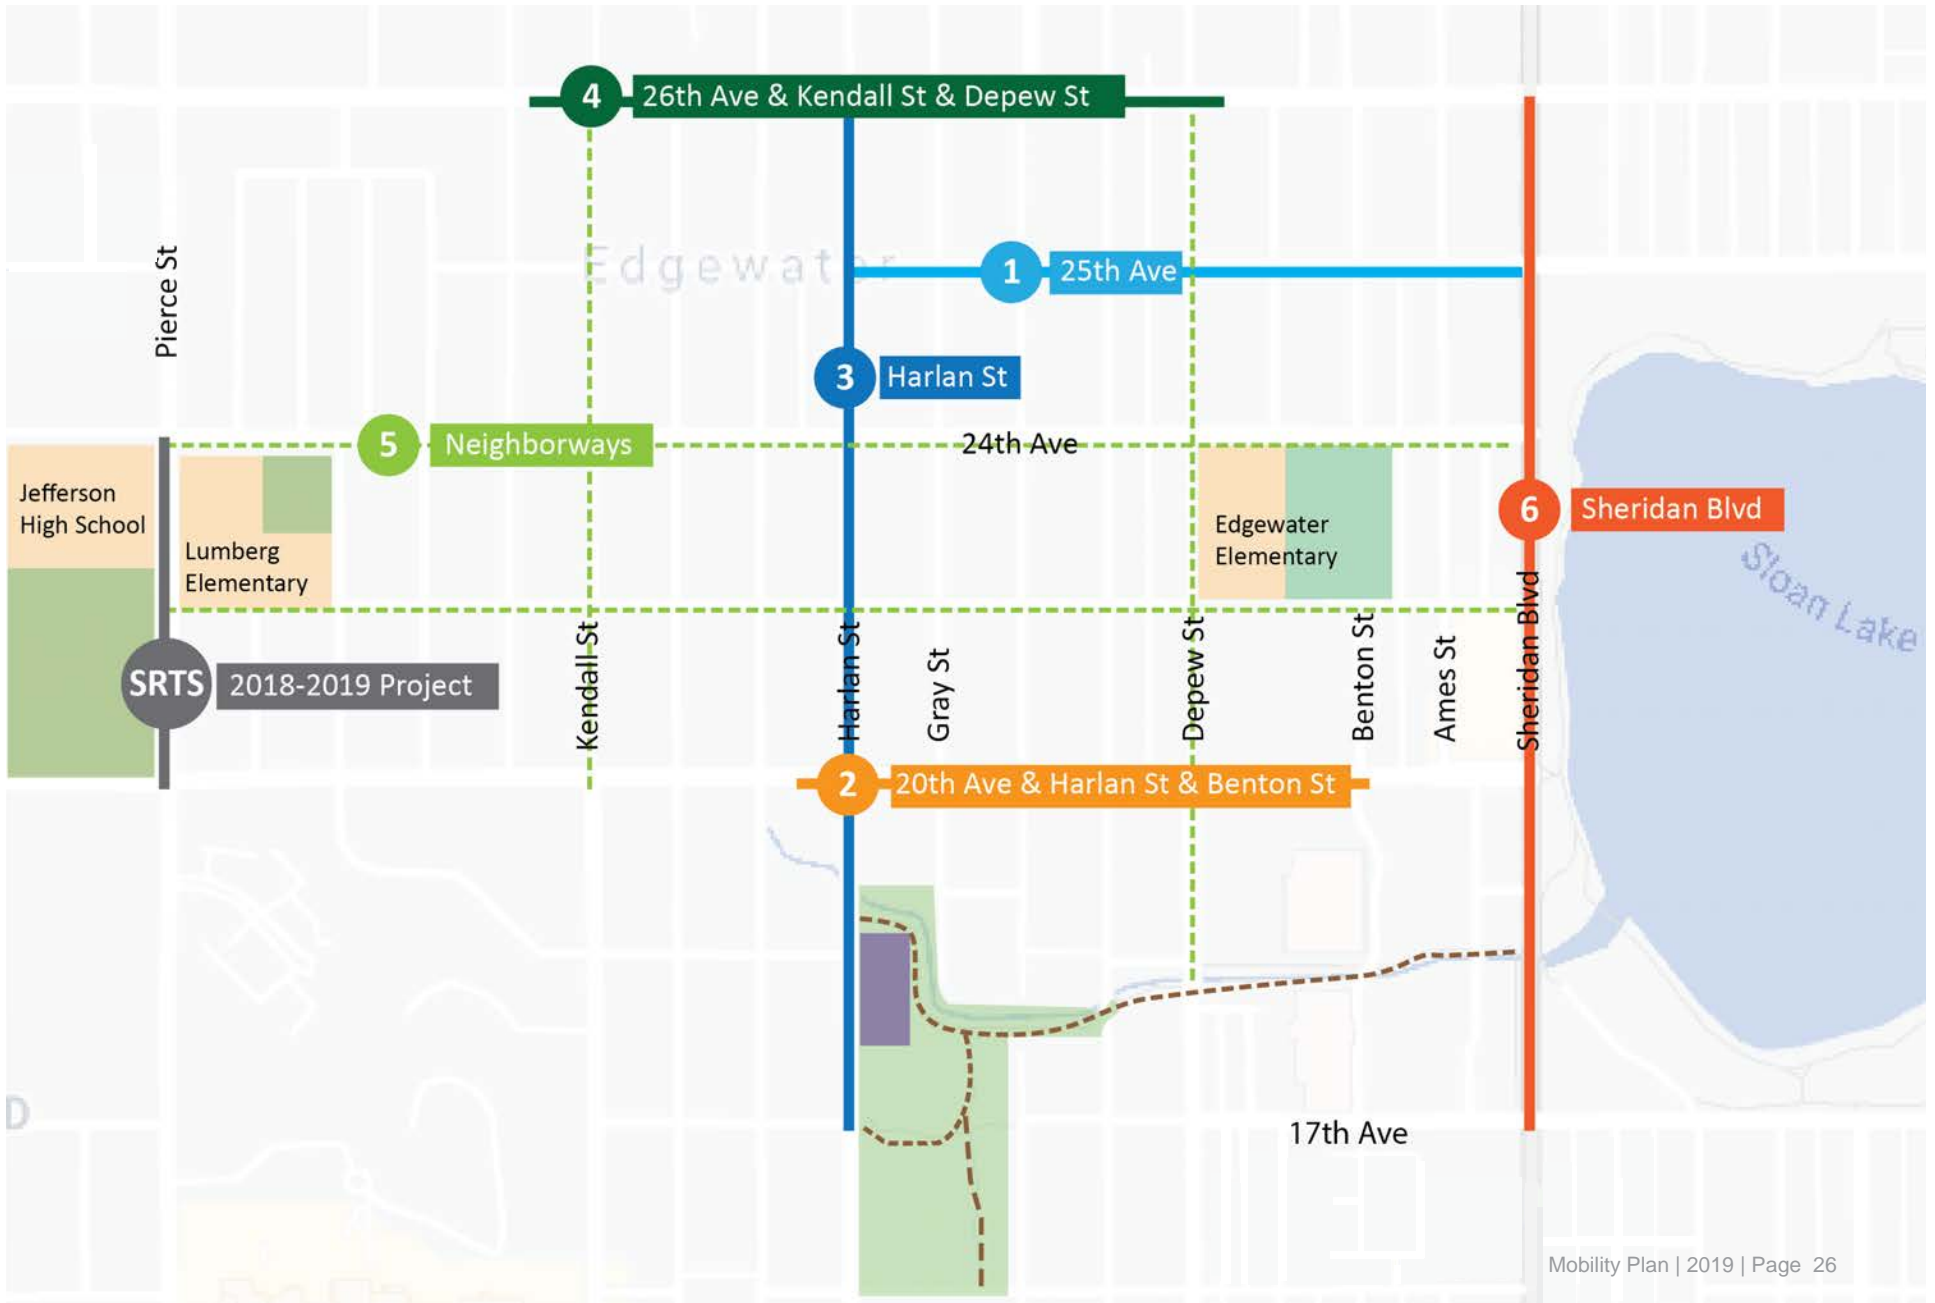 4
26th Ave & Kendall St & Depew St
Pierce St
Edgewater
1
25th Ave
3
Harlan St
5
Neighborways
24th Ave
Jefferson
High School
Lumberg
Elementary
Edgewater
Elementary
6
Sheridan Blvd
Sloan Lake
SRTS
2018-2019 Project
Kendall St
Harlan St
Gray St
Depew St
Benton St
Ames St
Sheridan Blvd
2
20th Ave & Harlan St & Benton St
D
17th Ave
Mobility Plan | 2019 | Page 26